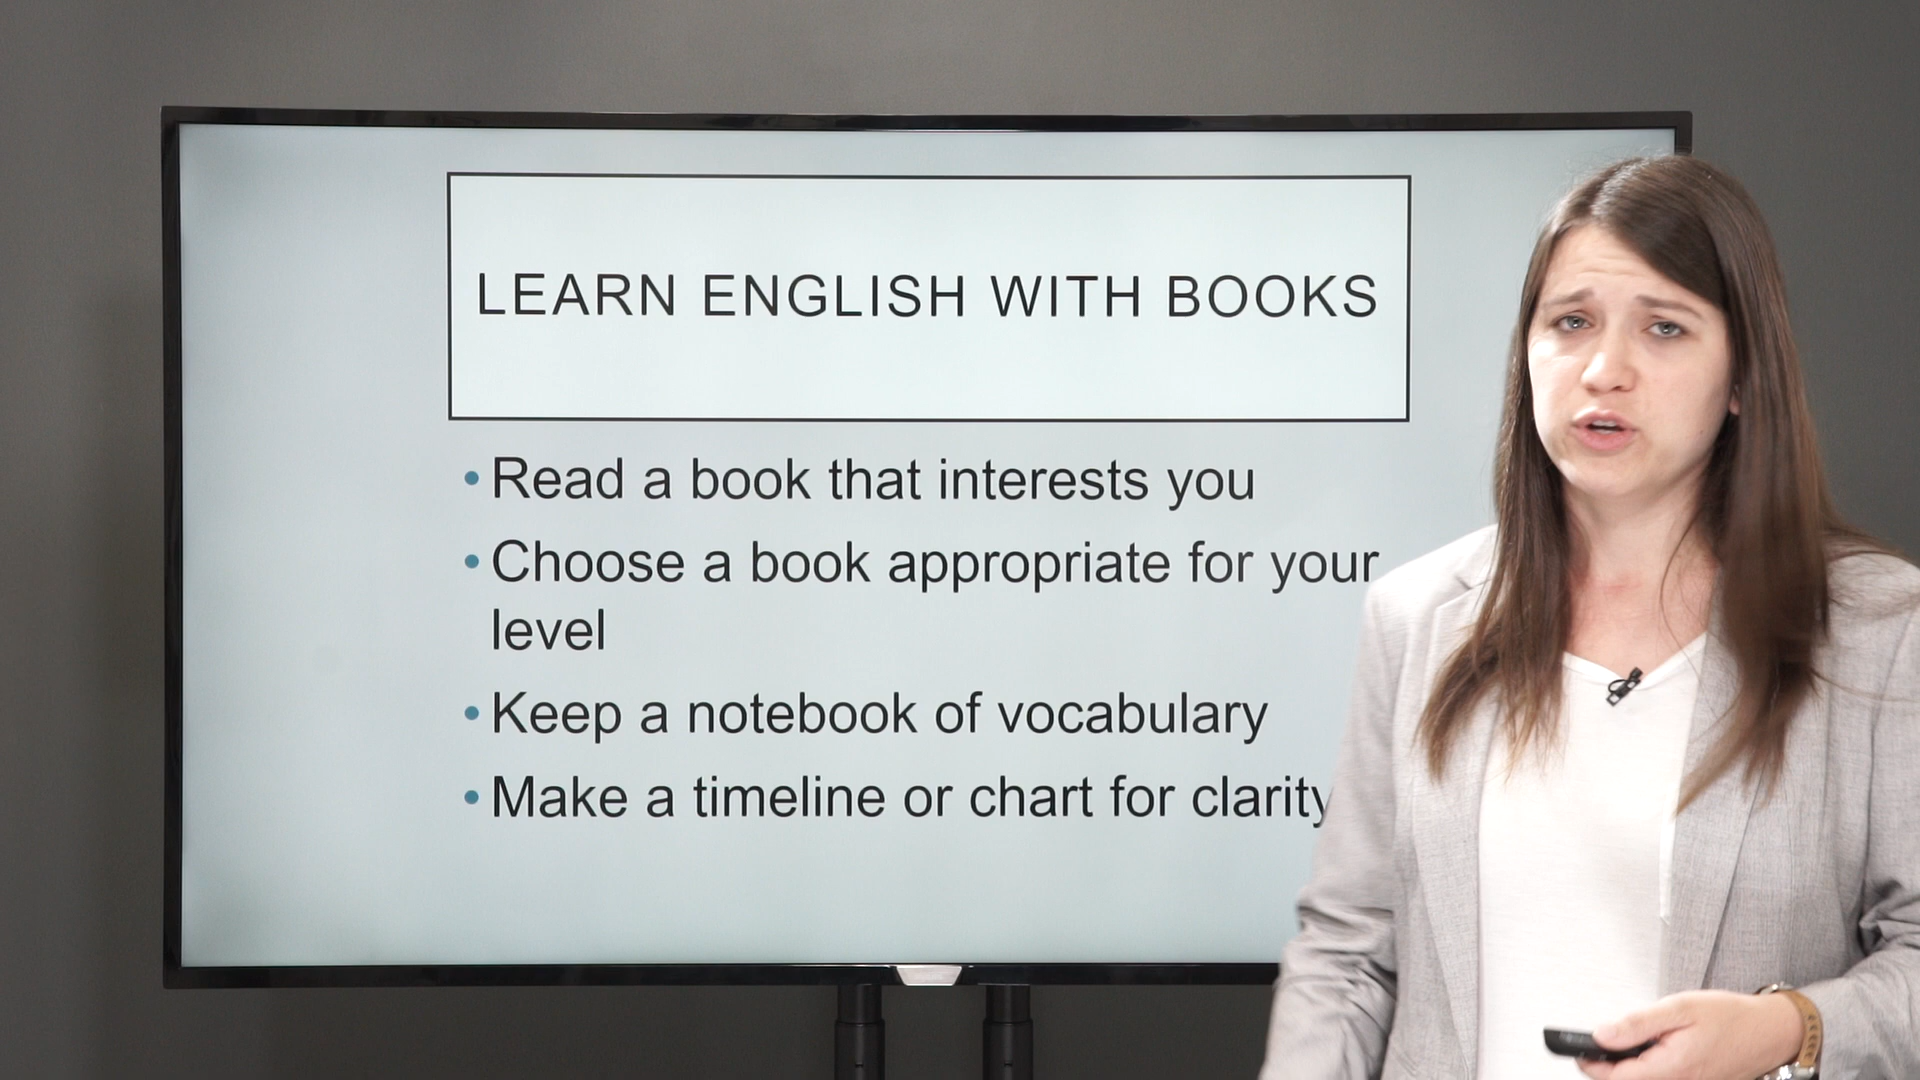 LEARN ENGLISH WITH BOOKS
• Read a book that interests you
• Choose a book appropriate for your
level
• Keep a notebook of vocabulary
• Make a timeline or chart for clarity